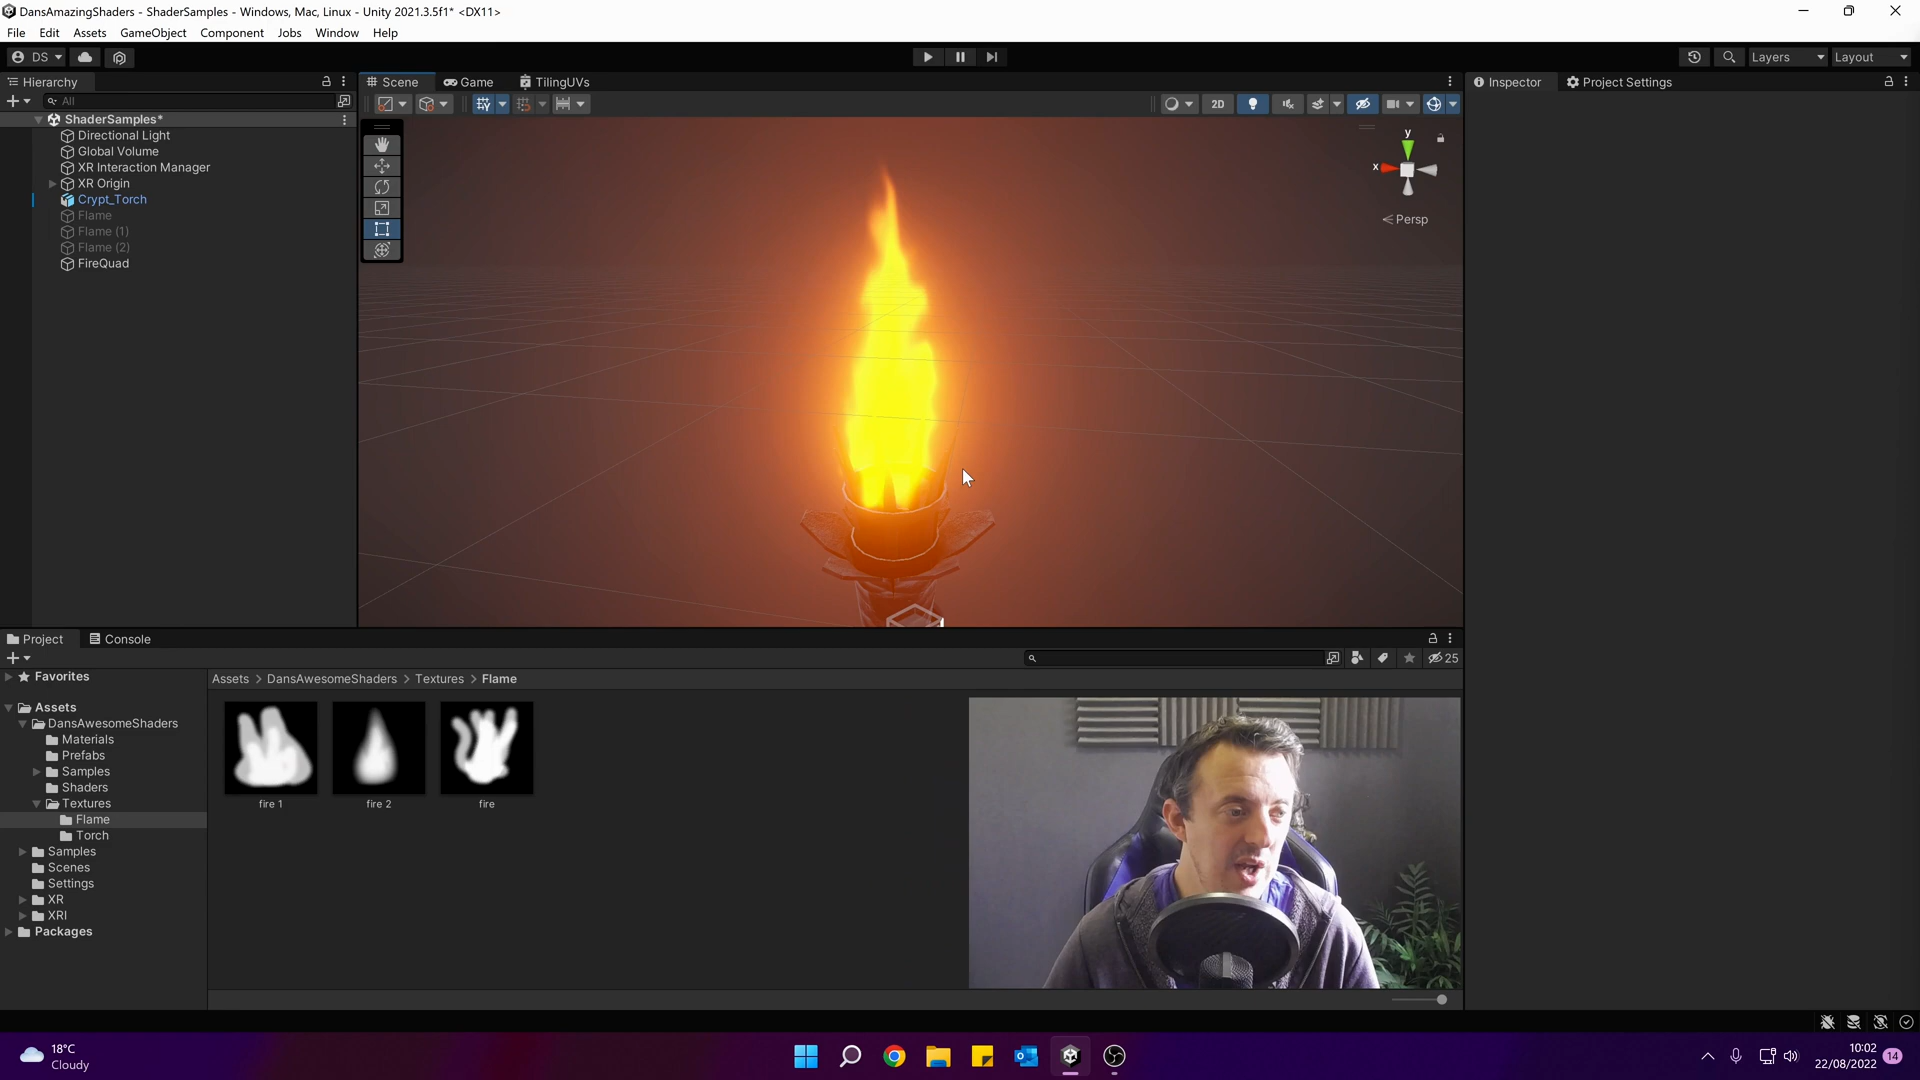 DansAmazingShaders - ShaderSamples - Windows, Mac, Linux - Unity 2021.3.5f1* <DX11>
File Edit Assets GameObject Component Jobs Window Help
DS Layers Layout
Hierarchy Scene Game TilingUVs Inspector Project Settings
All 2D
ShaderSamples*
Directional Light
Global Volume
XR Interaction Manager
XR Origin
Crypt_Torch
Flame
Flame (1)
Flame (2)
FireQuad
y
x
Persp
Project Console
25
Favorites
Assets > DansAwesomeShaders > Textures > Flame
Assets
DansAwesomeShaders
Materials
Prefabs
Samples
Shaders
Textures
Flame
Torch
Samples
Scenes
Settings
XR
XRI
Packages
fire 1 fire 2 fire
18°C
Cloudy
10:02
22/08/2022
14